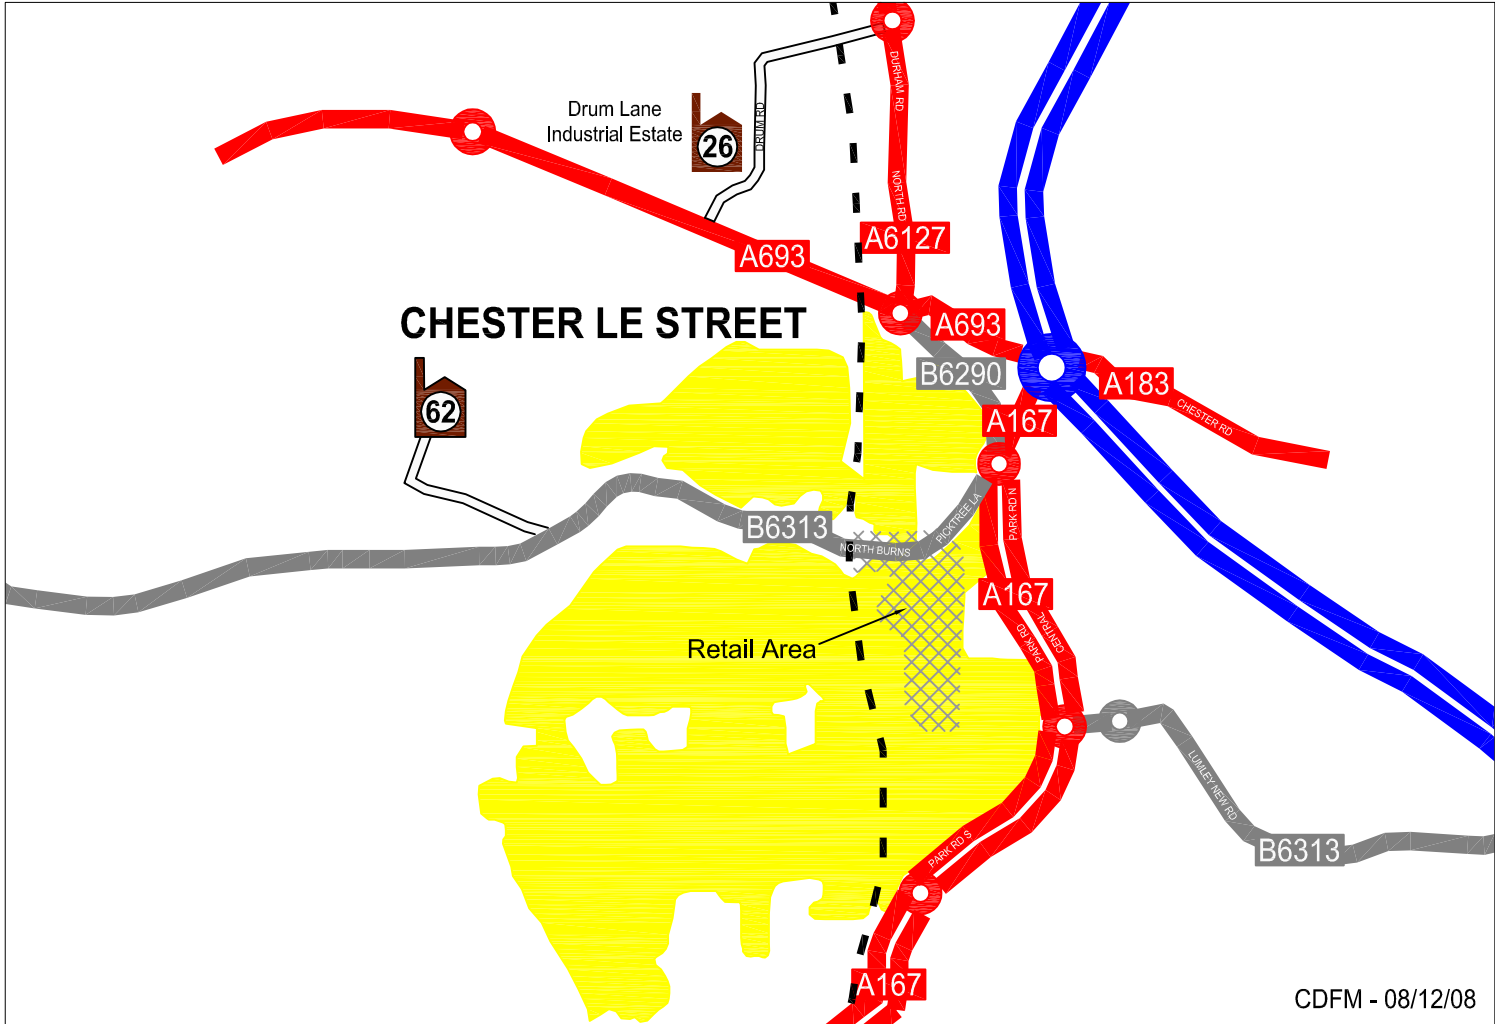 DURHAM RD
Drum Lane
Industrial Estate
26
DRUM RD
NORTH RD
A6127
A693
CHESTER LE STREET
A693
B6290
A183
62
A167
CHESTER RD
B6313
NORTH BURNS
PICKTREE LA
PARK RD N
A167
Retail Area
PARK RD
CENTRAL
LUMLEY NEW RD
PARK RD S
B6313
A167
CDFM - 08/12/08